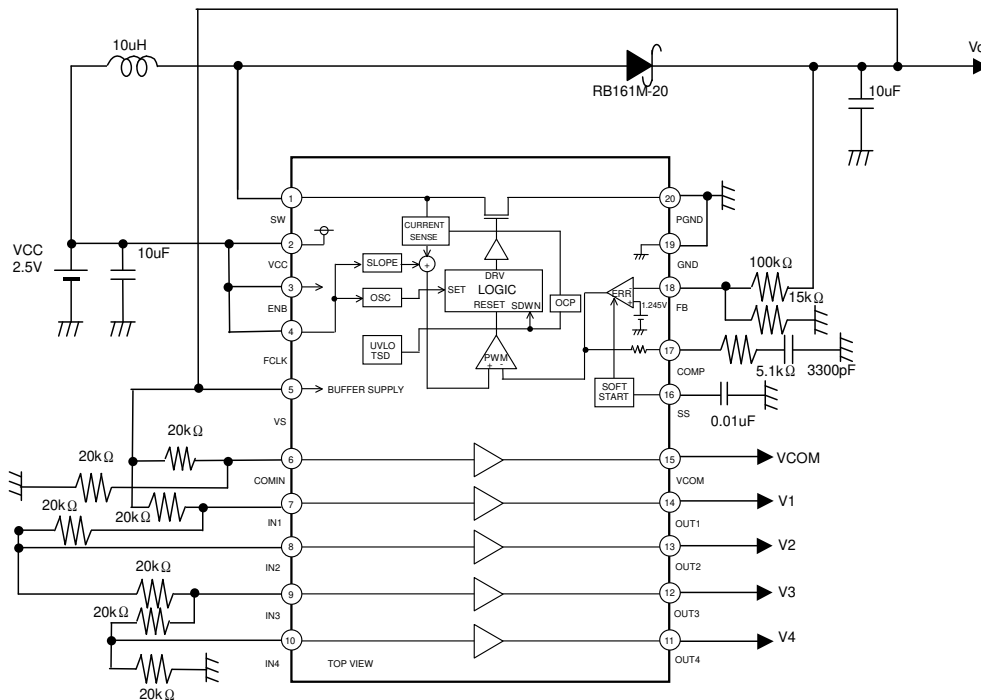 10uH
RB161M-20
Vo
10uF
VCC
2.5V
10uF
1
SW
2
VCC
3
ENB
4
FCLK
5
VS
BUFFER SUPPLY
CURRENT
SENSE
SLOPE
+
OSC
SET
DRV
LOGIC
RESET
SDWN
OCP
UVLO
TSD
PWM
+ -
ERR
+
1.245V
SOFT
START
20
PGND
19
GND
18
FB
100kΩ
15kΩ
17
COMP
5.1kΩ
3300pF
16
SS
0.01uF
20kΩ
20kΩ
6
COMIN
15
VCOM
VCOM
20kΩ
20kΩ
7
IN1
14
OUT1
V1
8
IN2
13
OUT2
V2
20kΩ
9
IN3
12
OUT3
V3
20kΩ
10
IN4
11
OUT4
V4
20kΩ
TOP VIEW